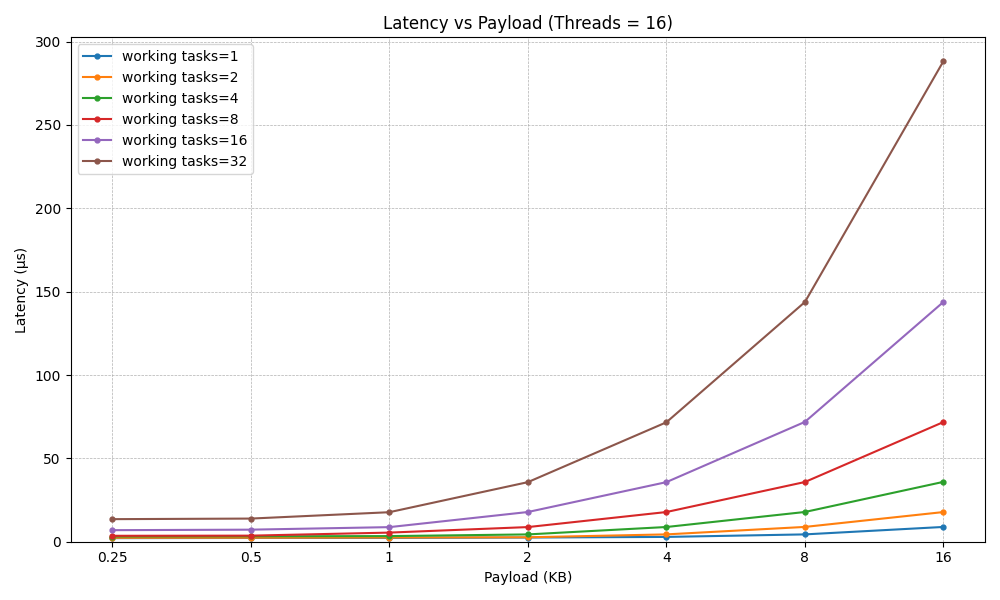 Latency vs Payload (Threads = 16)
300
250
200
150
100
50
0
Latency (μs)
working tasks=1
working tasks=2
working tasks=4
working tasks=8
working tasks=16
working tasks=32
0.25
0.5
1
2
4
8
16
Payload (KB)